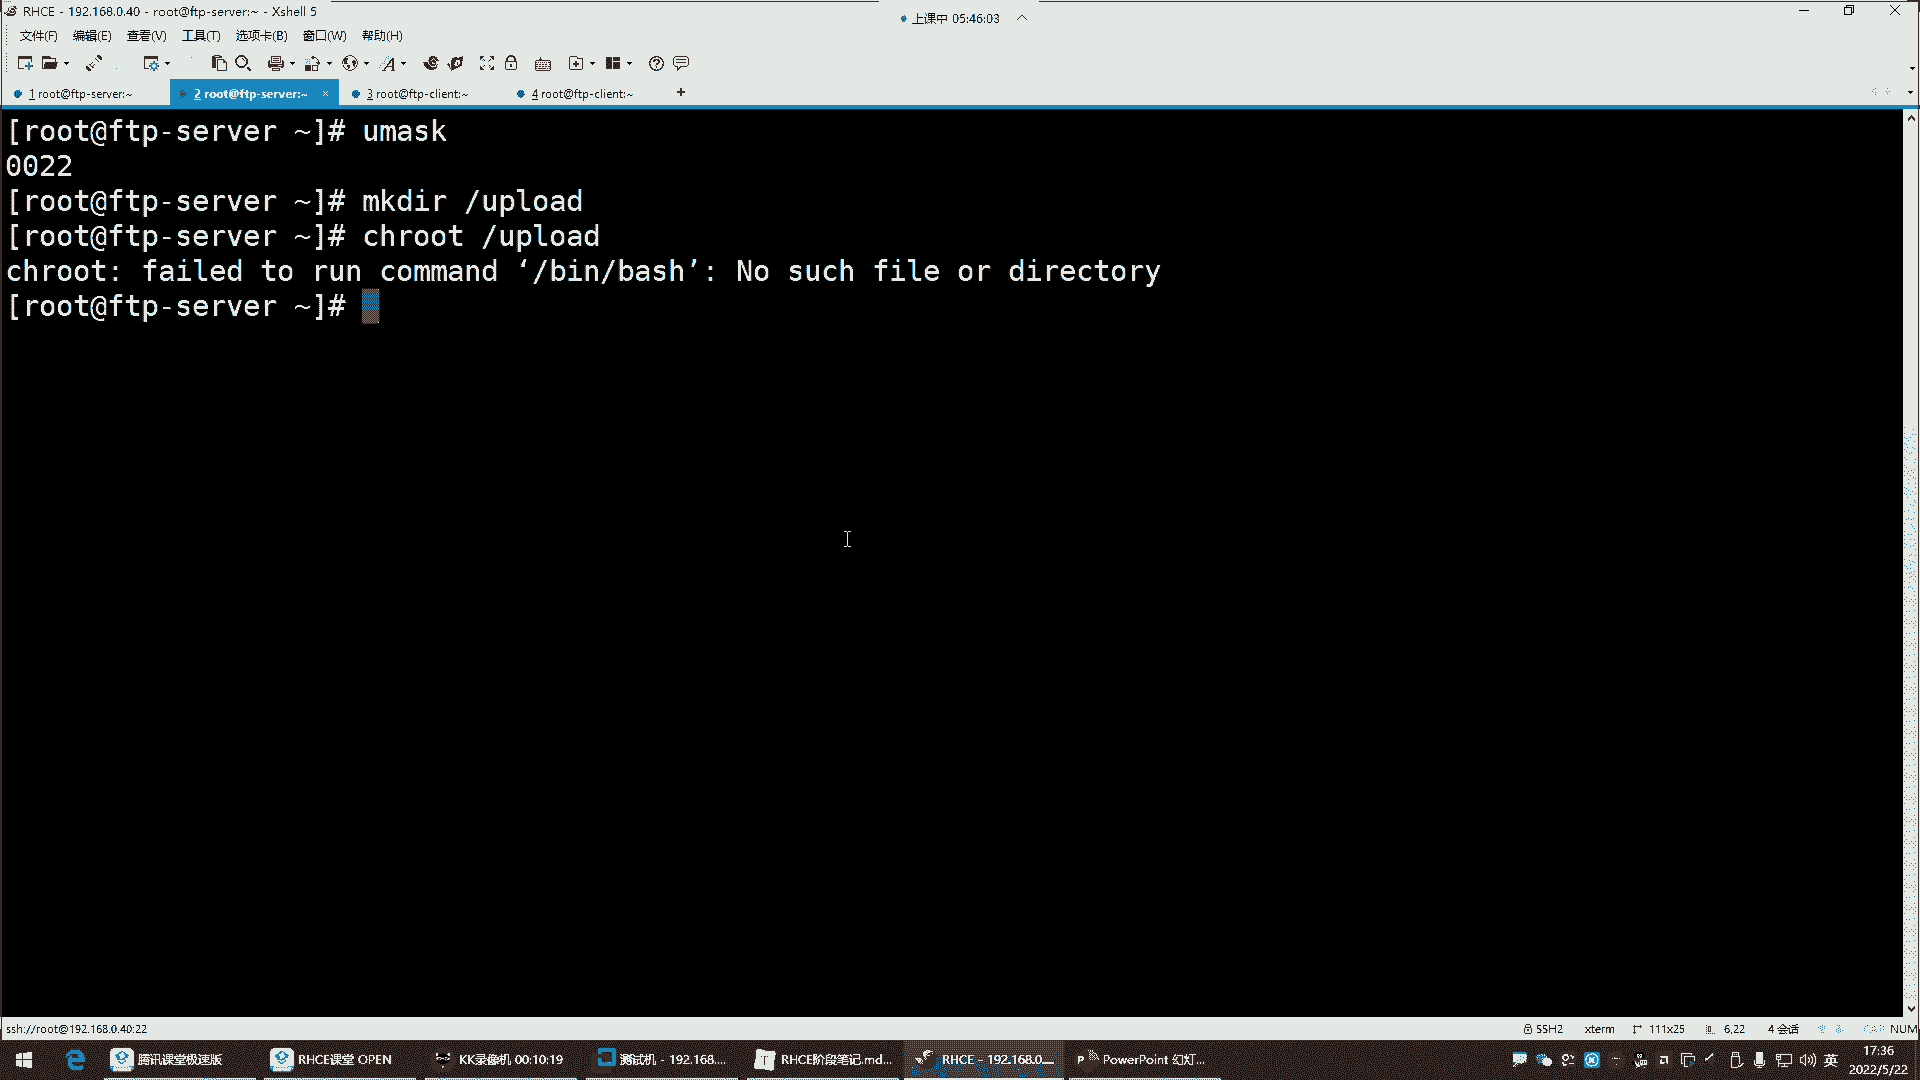 RHCE - 192.168.0.40 - root@ftp-server:~ - Xshell 5
上课中 05:46:03
文件(F) 编辑(E) 查看(V) 工具(T) 选项卡(B) 窗口(W) 帮助(H)
1 root@ftp-server:~ 2 root@ftp-server:~ × 3 root@ftp-client:~ 4 root@ftp-client:~ +
[root@ftp-server ~]# umask
0022
[root@ftp-server ~]# mkdir /upload
[root@ftp-server ~]# chroot /upload
chroot: failed to run command ‘/bin/bash’: No such file or directory
[root@ftp-server ~]#
ssh://root@192.168.0.40:22 SSH2 xterm 111x25 6,22 4 会话 CAP NUM
腾讯课堂极速版 RHCE课堂 OPEN KK录像机 00:10:19 测试机 - 192.168.... RHCE阶段笔记.md... RHCE - 192.168.0.... PowerPoint 幻灯... 英 17:36
2022/5/22